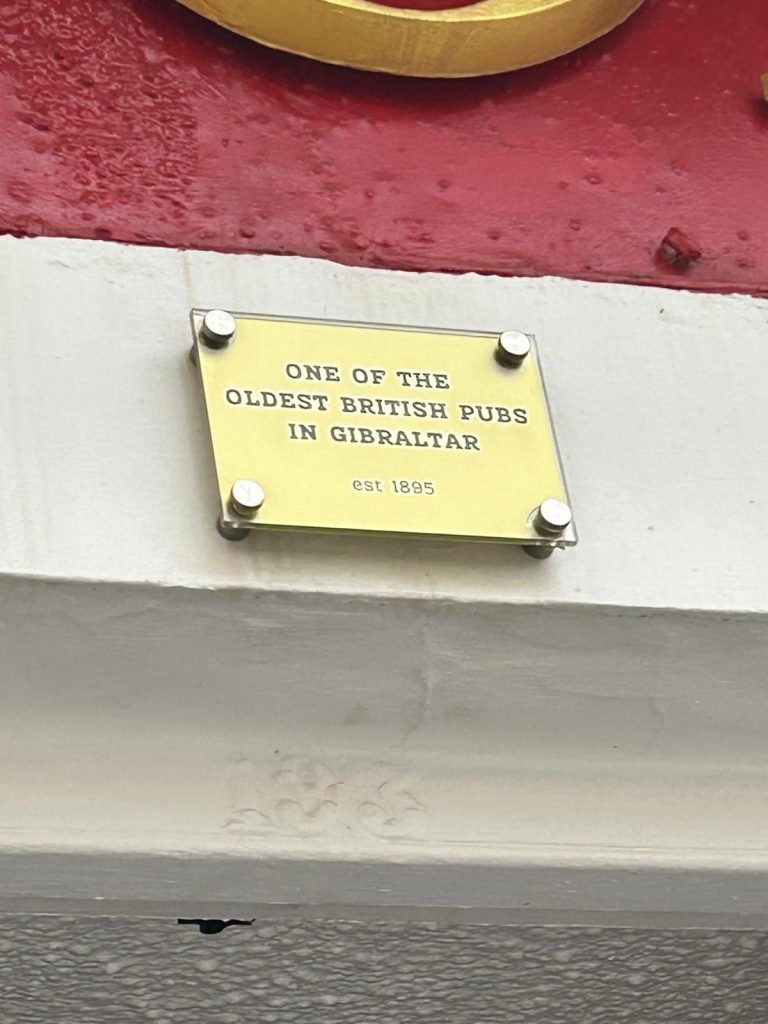 ONE OF THE
OLDEST BRITISH PUBS
IN GIBRALTAR
est 1895